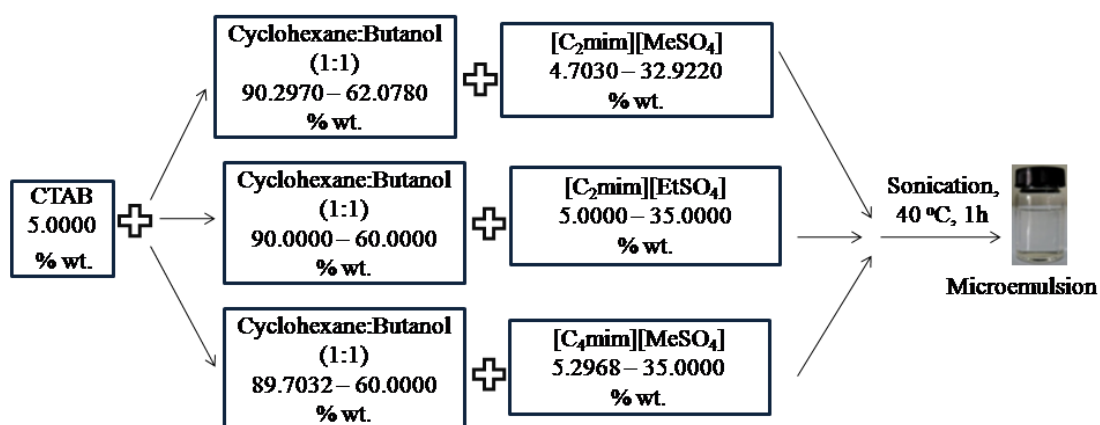 CTAB
5.0000
% wt.
Cyclohexane:Butanol
(1:1)
90.2970 – 62.0780
% wt.
[C₂mim][MeSO₄]
4.7030 – 32.9220
% wt.
Cyclohexane:Butanol
(1:1)
90.0000 – 60.0000
% wt.
[C₂mim][EtSO₄]
5.0000 – 35.0000
% wt.
Cyclohexane:Butanol
(1:1)
89.7032 – 60.0000
% wt.
[C₄mim][MeSO₄]
5.2968 – 35.0000
% wt.
Sonication,
40 ºC, 1h
Microemulsion